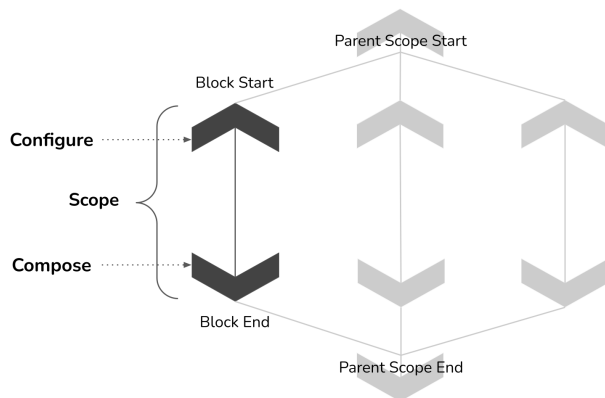 Parent Scope Start
Block Start
Configure
Scope
Compose
Block End
Parent Scope End